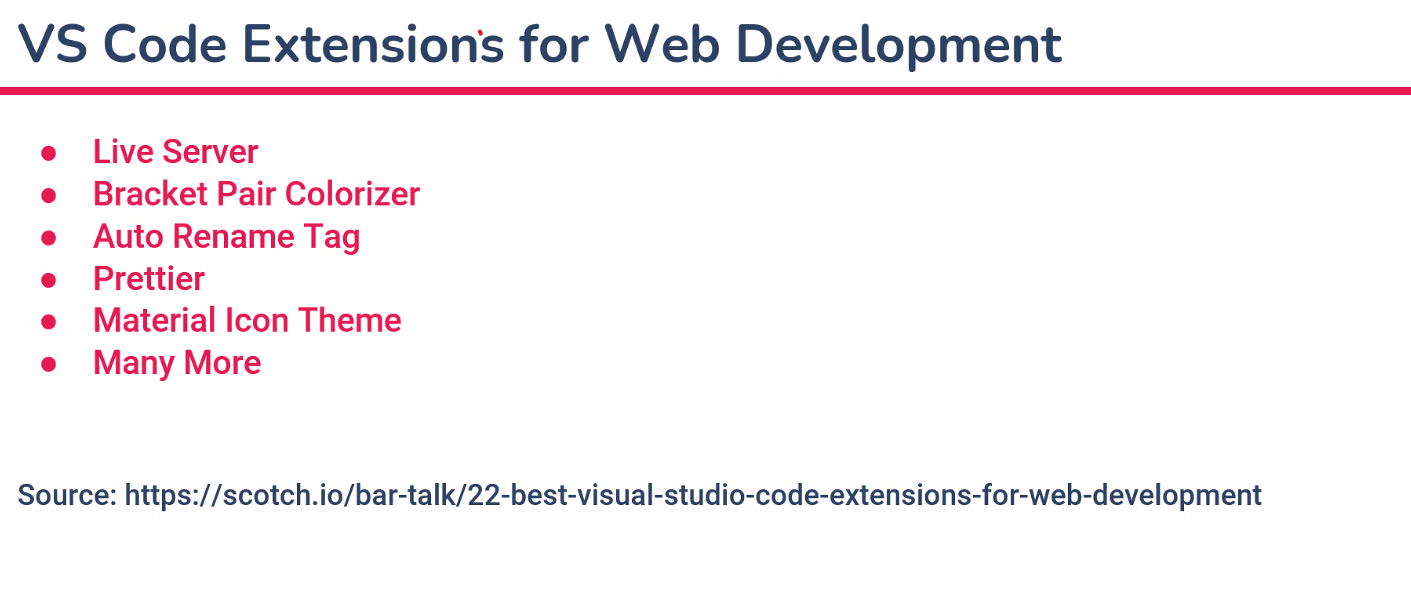 VS Code Extensions for Web Development
● Live Server
● Bracket Pair Colorizer
● Auto Rename Tag
● Prettier
● Material Icon Theme
● Many More
Source: https://scotch.io/bar-talk/22-best-visual-studio-code-extensions-for-web-development